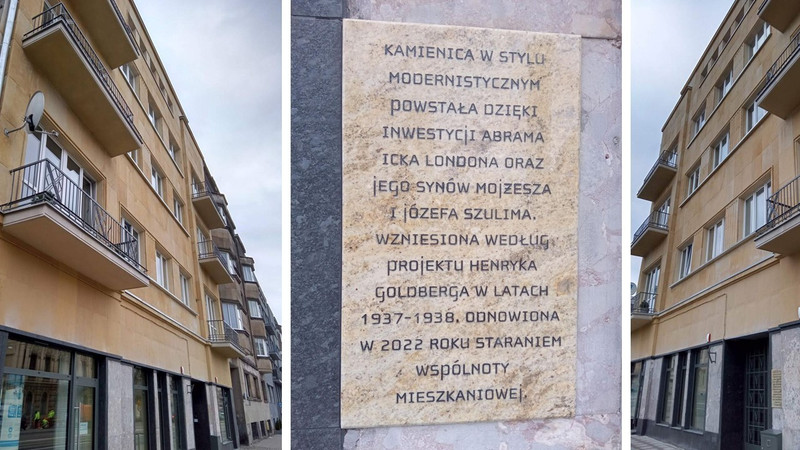 KAMIENICA W STYLU
MODERNISTYCZNYM
POWSTAŁA DZIĘKI
INWESTYCJI ABRAMA
ICKA LONDONA ORAZ
JEGO SYNÓW MOJŻESZA
I JÓZEFA SZULIMA.
WZNIESIONA WEDŁUG
PROJEKTU HENRYKA
GOLDBERGA W LATACH
1937-1938. ODNOWIONA
W 2022 ROKU STARANIEM
WSPÓLNOTY
MIESZKANIOWEJ.